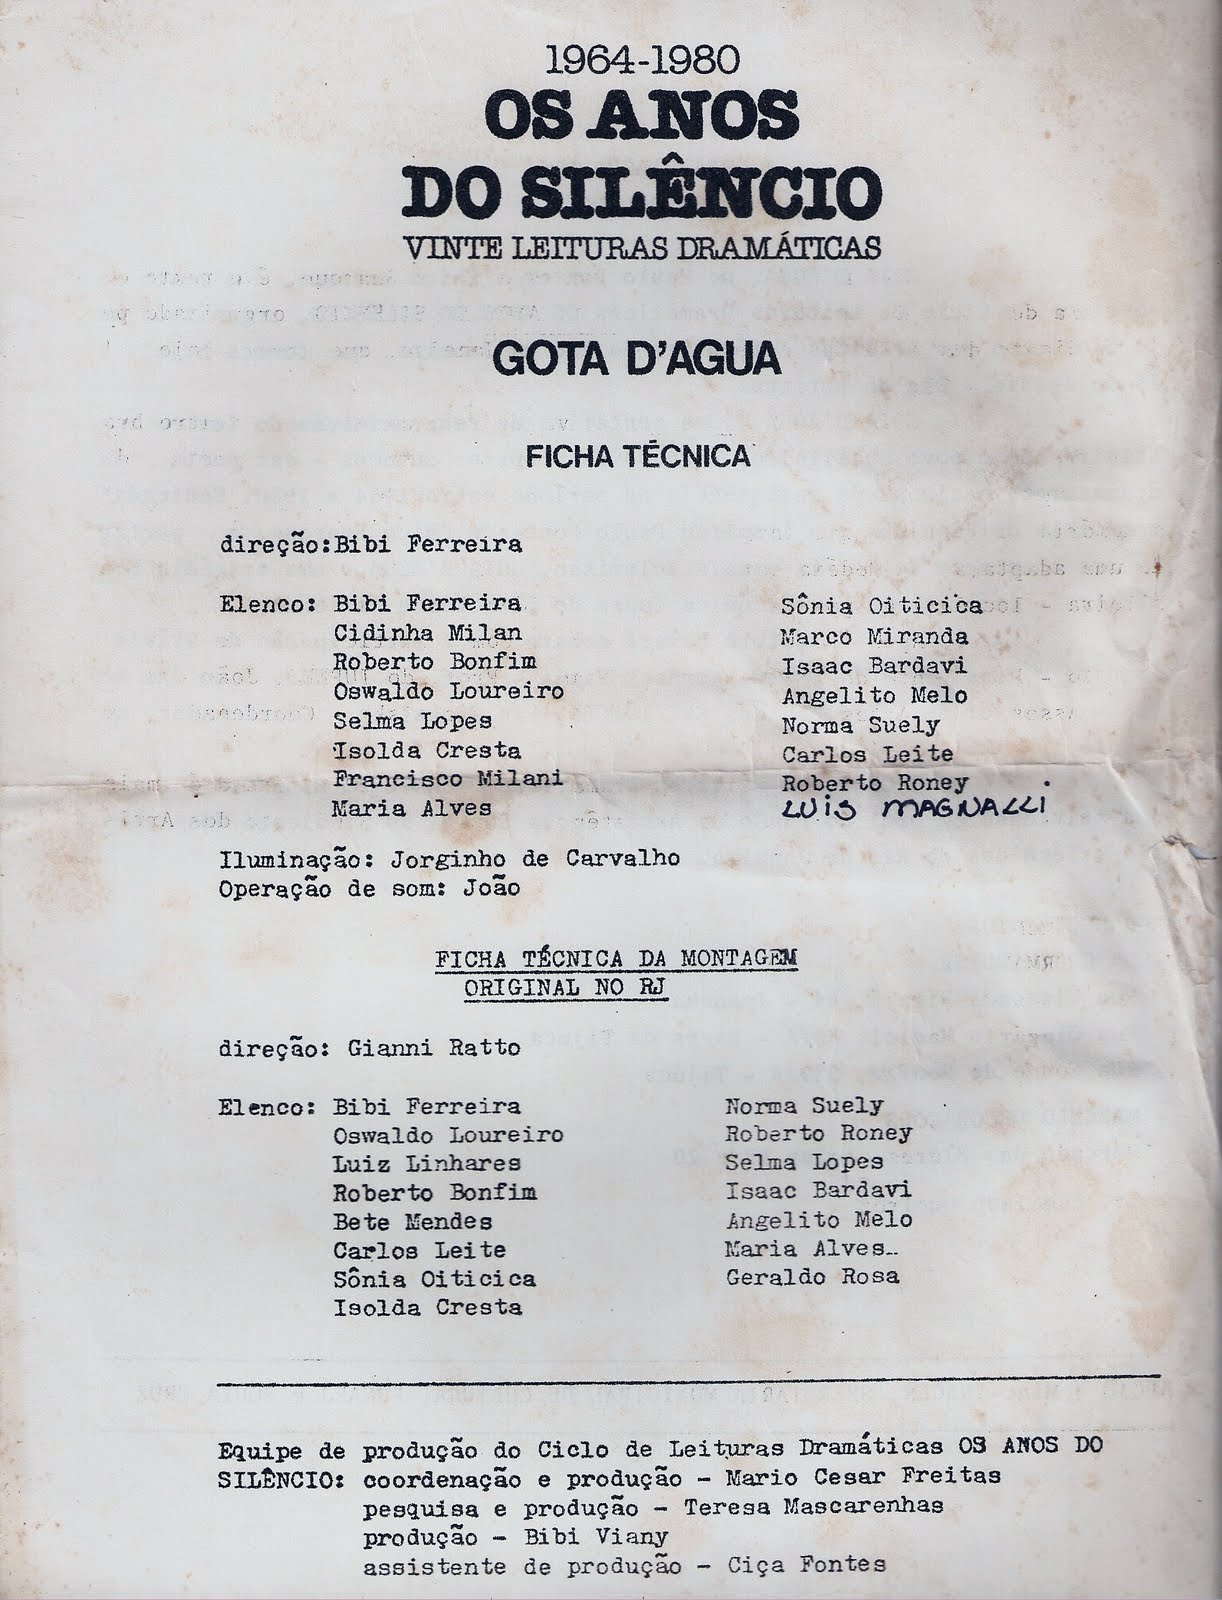 1964-1980
OS ANOS
DO SILÊNCIO
VINTE LEITURAS DRAMÁTICAS
GOTA D'AGUA
FICHA TÉCNICA
direção:Bibi Ferreira
Elenco: Bibi Ferreira
Cidinha Milan
Roberto Bonfim
Oswaldo Loureiro
Selma Lopes
Isolda Cresta
Francisco Milani
Maria Alves
Sônia Oiticica
Marco Miranda
Isaac Bardavi
Angelito Melo
Norma Suely
Carlos Leite
Roberto Roney
LUIS MAGNALLI
Iluminação: Jorginho de Carvalho
Operação de som: João
FICHA TÉCNICA DA MONTAGEM
ORIGINAL NO RJ
direção: Gianni Ratto
Elenco: Bibi Ferreira
Oswaldo Loureiro
Luiz Linhares
Roberto Bonfim
Bete Mendes
Carlos Leite
Sônia Oiticica
Isolda Cresta
Norma Suely
Roberto Roney
Selma Lopes
Isaac Bardavi
Angelito Melo
Maria Alves
Geraldo Rosa
Equipe de produção do Ciclo de Leituras Dramáticas OS ANOS DO
SILÊNCIO: coordenação e produção - Mario Cesar Freitas
pesquisa e produção - Teresa Mascarenhas
produção - Bibi Viany
assistente de produção - Ciça Fontes